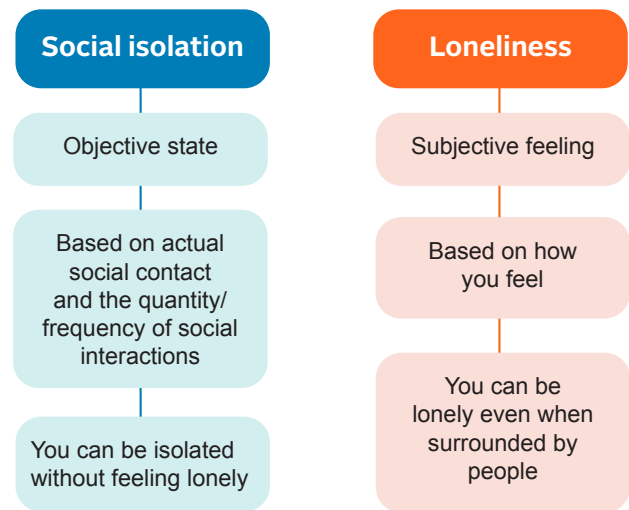 Social isolation
Objective state
Based on actual
social contact
and the quantity/
frequency of social
interactions
You can be isolated
without feeling lonely
Loneliness
Subjective feeling
Based on how
you feel
You can be
lonely even when
surrounded by
people